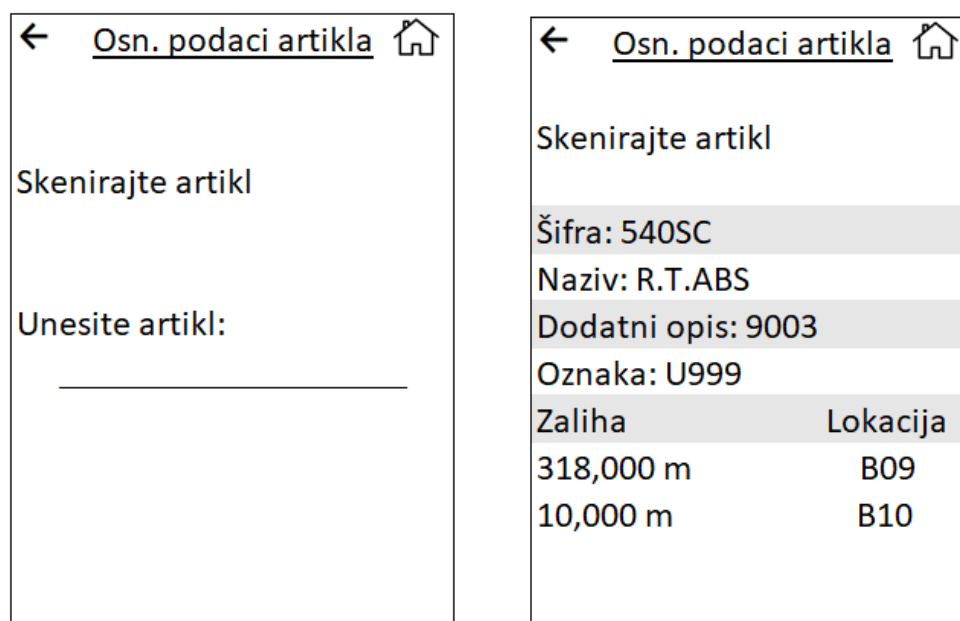 Osn. podaci artikla
Skenirajte artikl
Unesite artikl:
Osn. podaci artikla
Skenirajte artikl
Šifra: 540SC
Naziv: R.T.ABS
Dodatni opis: 9003
Oznaka: U999
Zaliha Lokacija
318,000 m B09
10,000 m B10